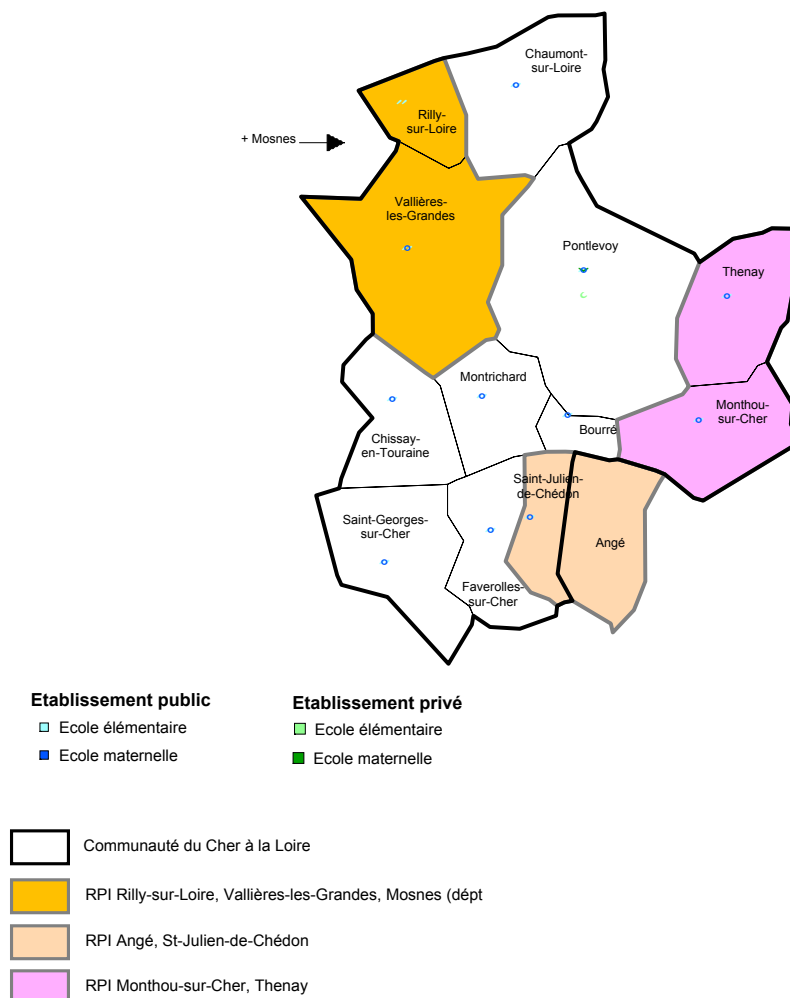 Chaumont-
sur-Loire
Rilly-
sur-Loire
+ Mosnes
Vallières-
les-Grandes
Pontlevoy
Thenay
Montrichard
Monthou-
sur-Cher
Bourré
Chissay-
en-Touraine
Saint-Julien-
de-Chédon
Saint-Georges-
sur-Cher
Angé
Faverolles-
sur-Cher
Etablissement public
Ecole élémentaire
Ecole maternelle
Etablissement privé
Ecole élémentaire
Ecole maternelle
Communauté du Cher à la Loire
RPI Rilly-sur-Loire, Vallières-les-Grandes, Mosnes (dépt
RPI Angé, St-Julien-de-Chédon
RPI Monthou-sur-Cher, Thenay